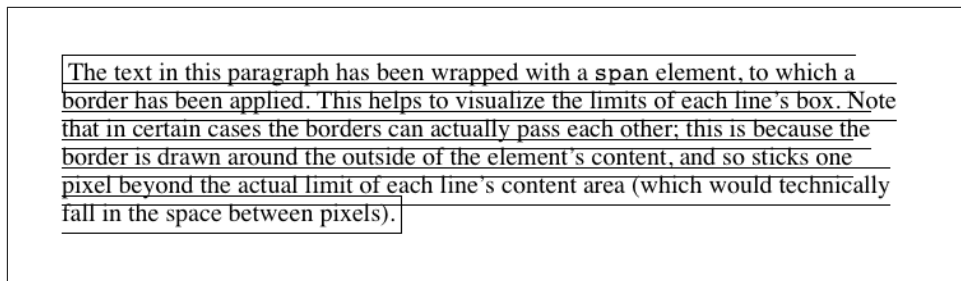 The text in this paragraph has been wrapped with a span element, to which a
border has been applied. This helps to visualize the limits of each line’s box. Note
that in certain cases the borders can actually pass each other; this is because the
border is drawn around the outside of the element’s content, and so sticks one
pixel beyond the actual limit of each line’s content area (which would technically
fall in the space between pixels).